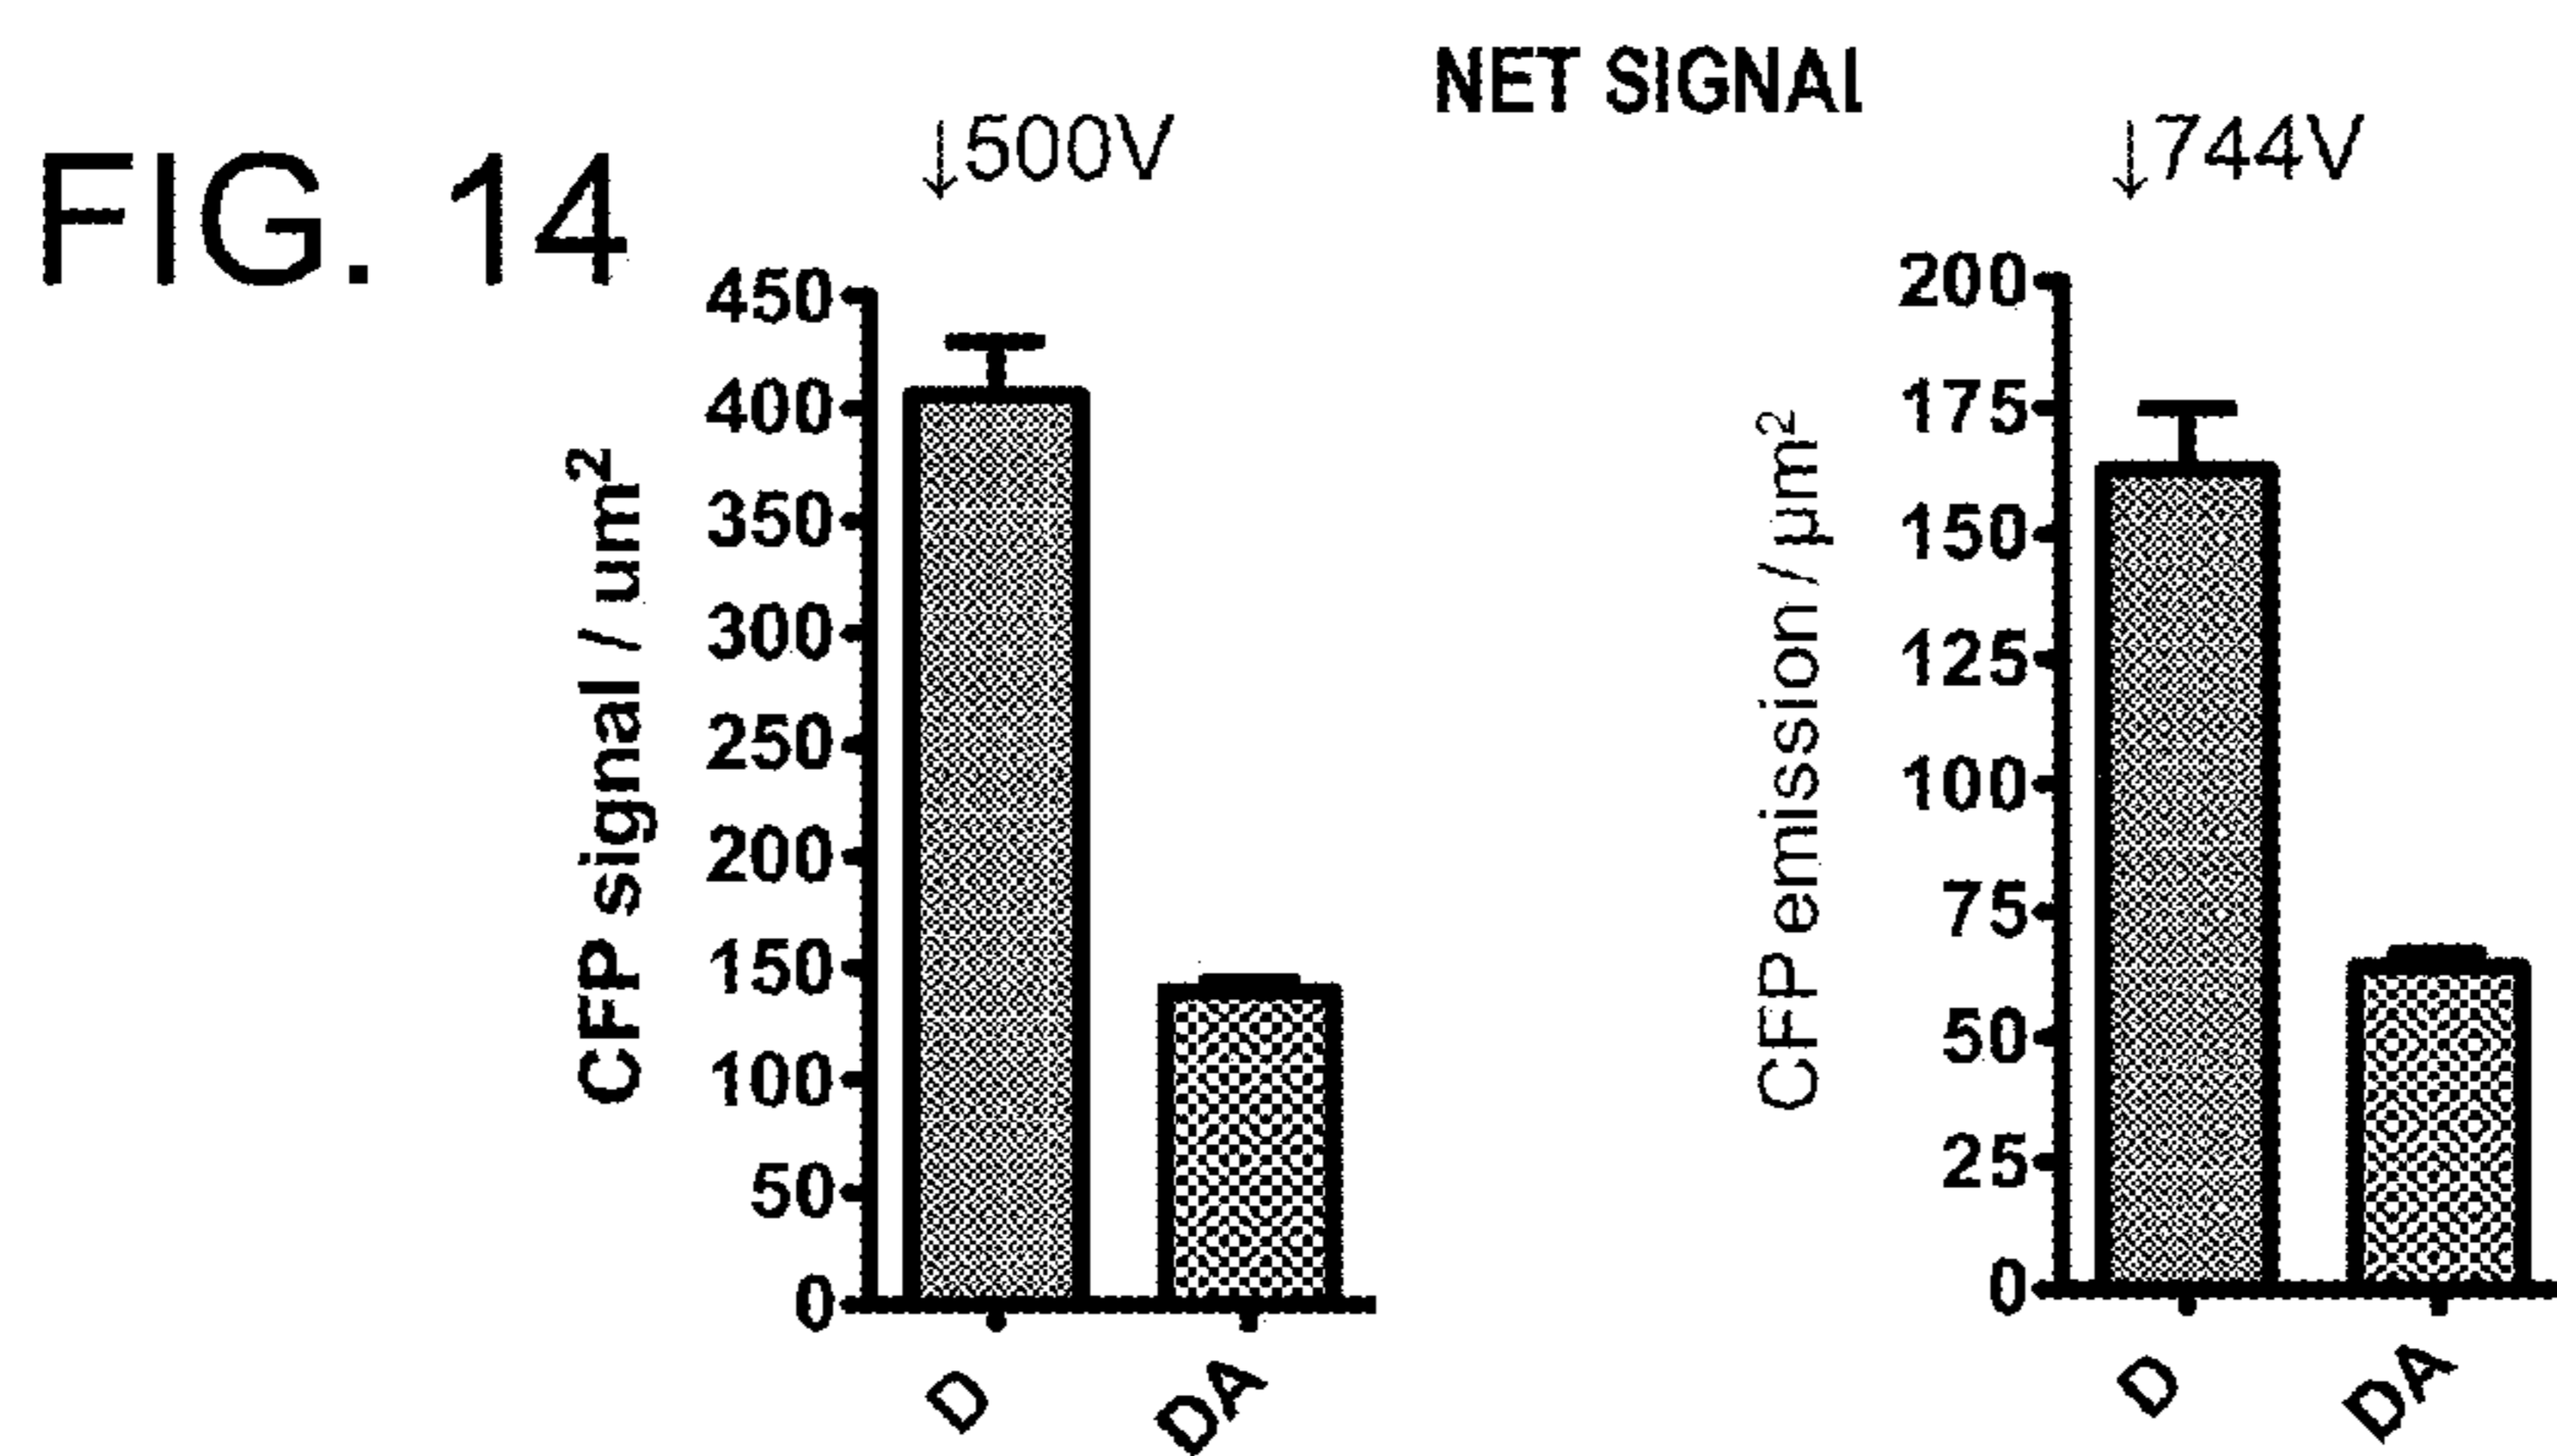 FIG. 14
NET SIGNAL
↓500V
CFP signal / um²
450
400
350
300
250
200
150
100
50
0
D
DA
↓744V
CFP emission / µm²
200
175
150
125
100
75
50
25
0
D
DA